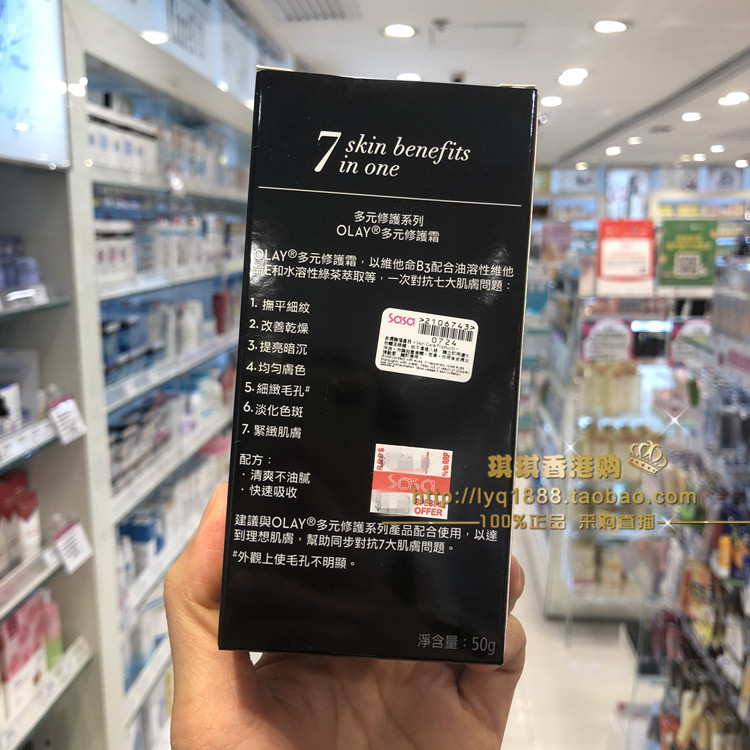 7 skin benefits
in one
多元修護系列
OLAY®多元修護霜
OLAY®多元修護霜，以維他命B3配合油溶性維他
命E和水溶性綠茶萃取等，一次對抗七大肌膚問題：
1. 撫平細紋
2. 改善乾燥
3. 提亮暗沉
4. 均勻膚色
5. 細緻毛孔#
6. 淡化色斑
7. 緊緻肌膚
sasa >2106743>
0724
配方：
· 清爽不油膩
· 快速吸收
sasa
OFFER
建議與OLAY®多元修護系列產品配合使用，以達
到理想肌膚，幫助同步對抗7大肌膚問題。
#外觀上使毛孔不明顯。
淨含量：50g
琪琪香港购
http://lyq1888.taobao.com
100%正品 采购直播